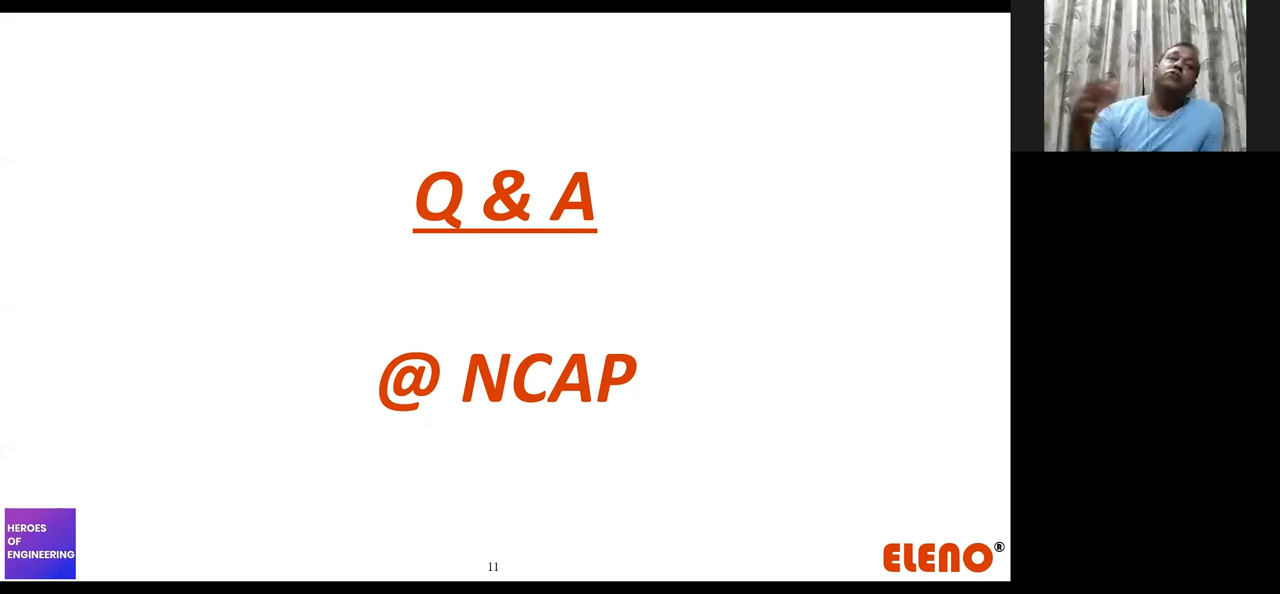 Q & A
@ NCAP
HEROES
OF
ENGINEERING
11
ELENO®